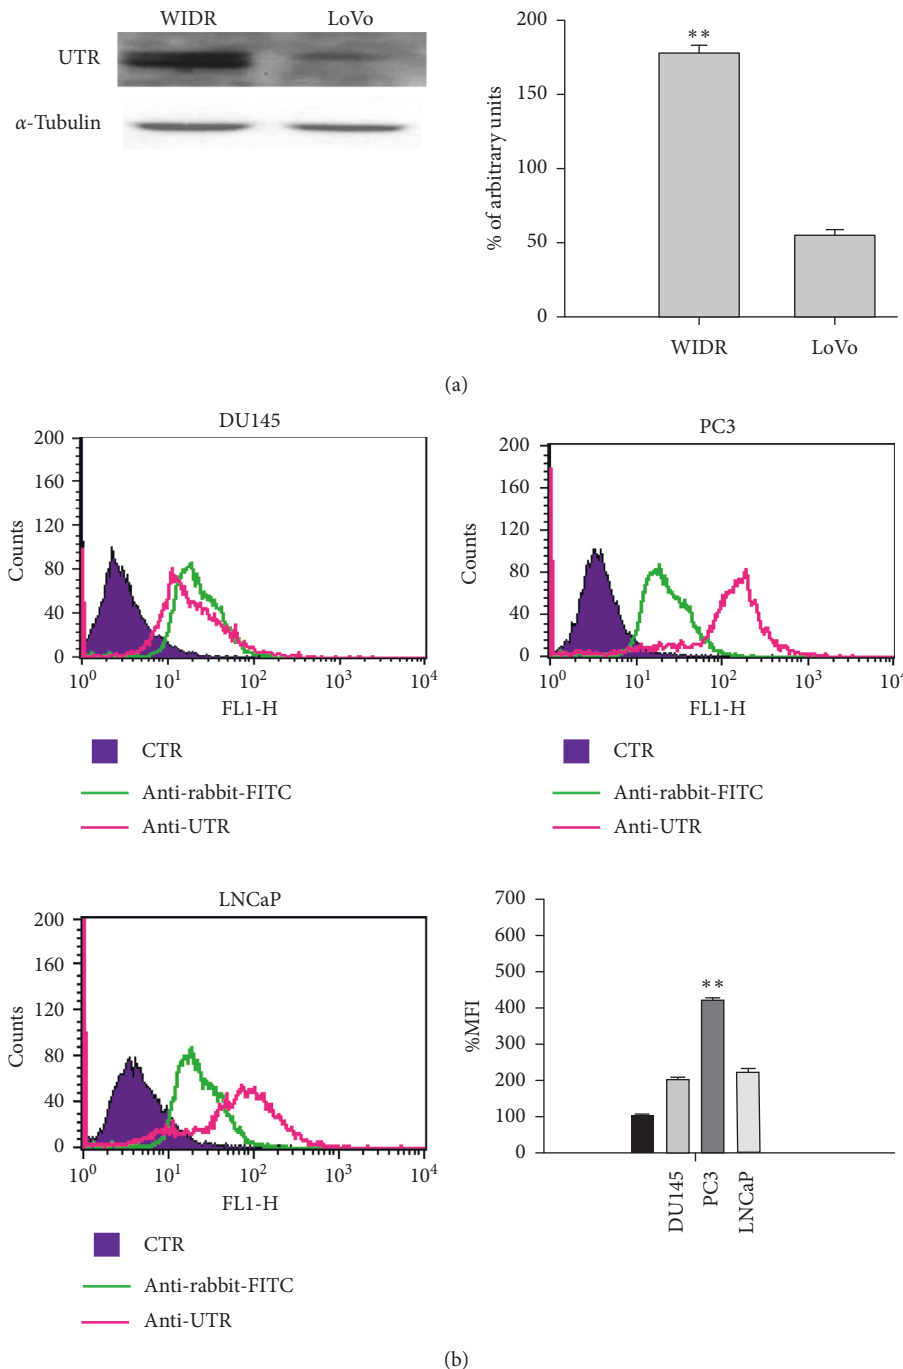 WIDR LoVo
UTR
α-Tubulin
200
150
100
50
0
% of arbitrary units
**
WIDR LoVo
(a)
DU145
200
160
120
80
40
0
Counts
10⁰ 10¹ 10² 10³ 10⁴
FL1-H
CTR
Anti-rabbit-FITC
Anti-UTR
PC3
200
160
120
80
40
0
Counts
10⁰ 10¹ 10² 10³ 10⁴
FL1-H
CTR
Anti-rabbit-FITC
Anti-UTR
LNCaP
200
160
120
80
40
0
Counts
10⁰ 10¹ 10² 10³ 10⁴
FL1-H
CTR
Anti-rabbit-FITC
Anti-UTR
700
600
500
400
300
200
100
0
%MFI
**
DU145
PC3
LNCaP
(b)